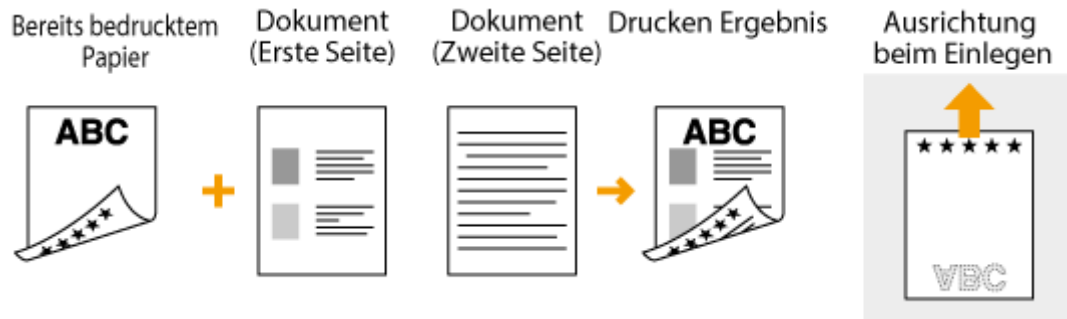 Bereits bedrucktem
Papier
Dokument
(Erste Seite)
Dokument
(Zweite Seite)
Drucken Ergebnis
Ausrichtung
beim Einlegen
ABC
ABC
ABC